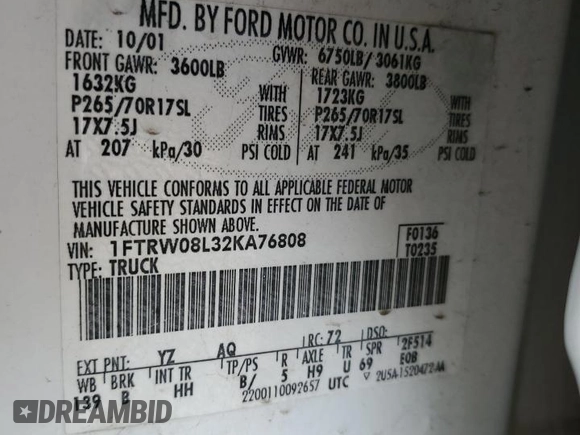 MFD. BY FORD MOTOR CO. IN U.S.A.
DATE: 10/01 GVWR: 6750LB/ 3061KG
FRONT GAWR: 3600LB REAR GAWR: 3800LB
1632KG WITH 1723KG WITH
P265/70R17SL TIRES P265/70R17SL TIRES
17X7.5J RIMS 17X7.5J RIMS
AT 207 kPa/30 PSI COLD AT 241 kPa/35 PSI COLD
THIS VEHICLE CONFORMS TO ALL APPLICABLE FEDERAL MOTOR
VEHICLE SAFETY STANDARDS IN EFFECT ON THE DATE OF
MANUFACTURE SHOWN ABOVE.
VIN: 1FTRW08L32KA76808 F0136
TYPE: TRUCK T0235
EXT PNT: YZ AQ RC: 72 DSO: 2F514
WB BRK INT TR TP/PS R AXLE TR SPR EOB
139 B HH B/ 5 H9 U 69
2200110092657 UTC
DREAMBID